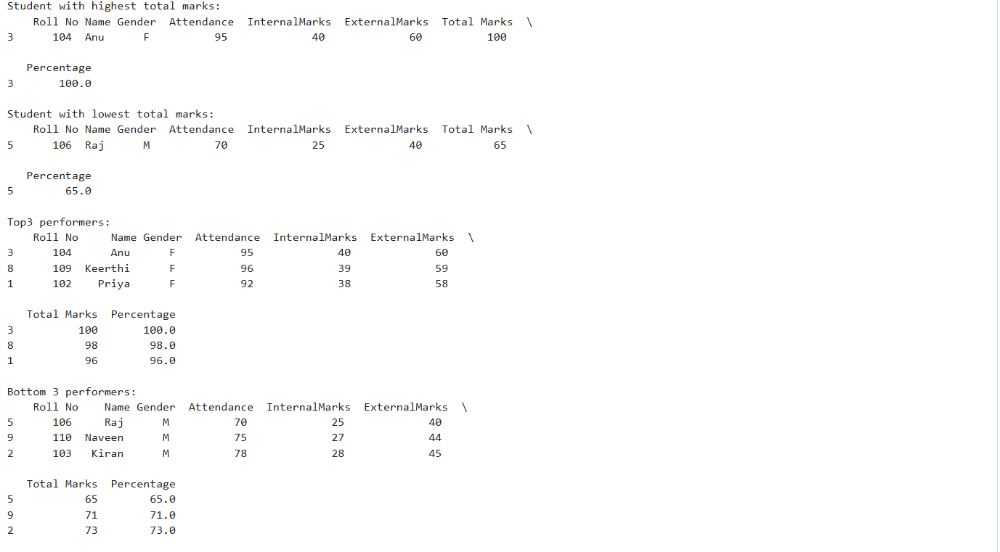 Student with highest total marks:
    Roll No Name Gender  Attendance  InternalMarks  ExternalMarks  Total Marks  \
3      104  Anu      F          95             40             60          100

   Percentage
3       100.0

Student with lowest total marks:
    Roll No Name Gender  Attendance  InternalMarks  ExternalMarks  Total Marks  \
5      106  Raj      M          70             25             40           65

   Percentage
5        65.0

Top3 performers:
    Roll No     Name Gender  Attendance  InternalMarks  ExternalMarks  \
3      104      Anu      F          95             40             60
8      109  Keerthi      F          96             39             59
1      102    Priya      F          92             38             58

   Total Marks  Percentage
3          100       100.0
8           98        98.0
1           96        96.0

Bottom 3 performers:
    Roll No    Name Gender  Attendance  InternalMarks  ExternalMarks  \
5      106     Raj      M          70             25             40
9      110  Naveen      M          75             27             44
2      103   Kiran      M          78             28             45

   Total Marks  Percentage
5           65        65.0
9           71        71.0
2           73        73.0